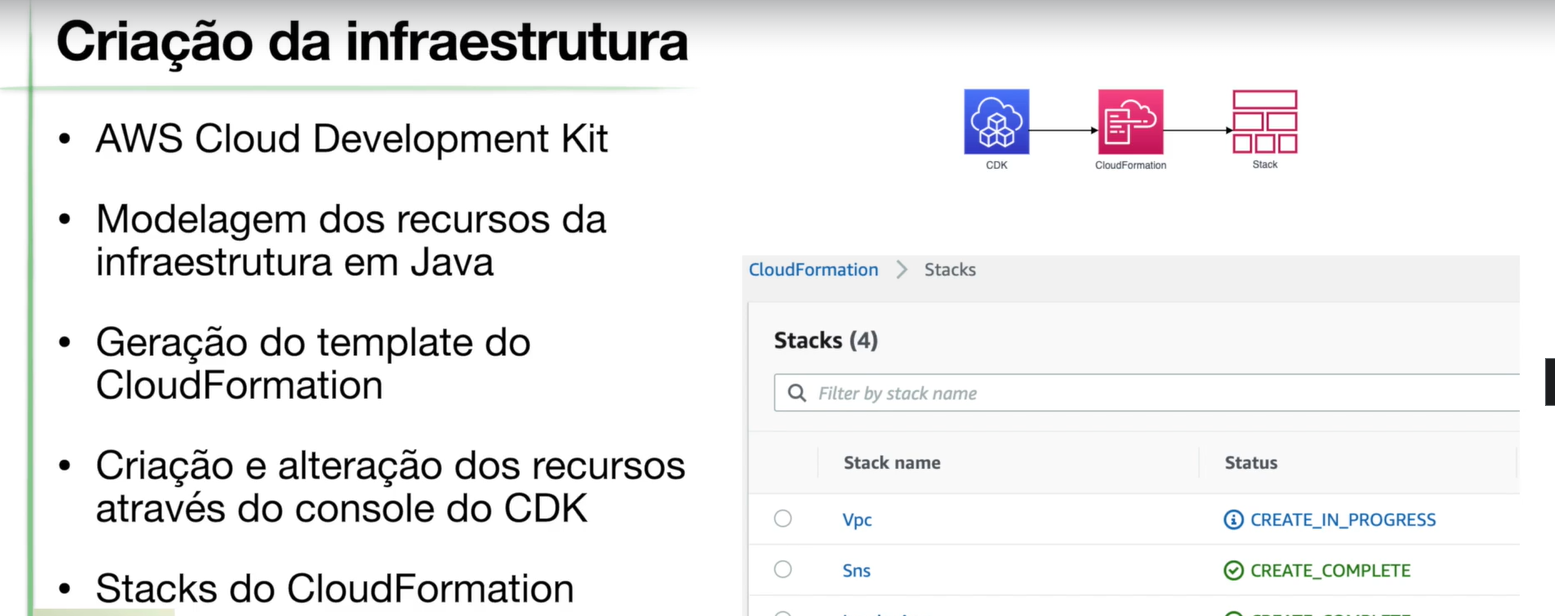 Criação da infraestrutura
• AWS Cloud Development Kit
• Modelagem dos recursos da
infraestrutura em Java
• Geração do template do
CloudFormation
• Criação e alteração dos recursos
através do console do CDK
• Stacks do CloudFormation
CDK
CloudFormation
Stack
CloudFormation > Stacks
Stacks (4)
Filter by stack name
Stack name Status
Vpc CREATE_IN_PROGRESS
Sns CREATE_COMPLETE